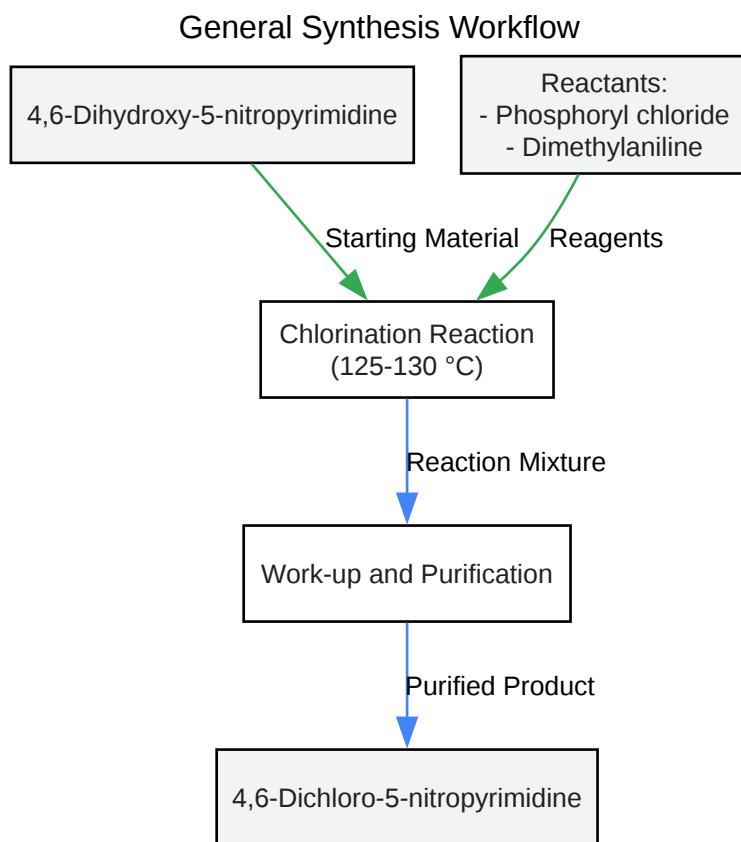 General Synthesis Workflow
4,6-Dihydroxy-5-nitropyrimidine
Reactants:
- Phosphoryl chloride
- Dimethylaniline
Starting Material
Reagents
Chlorination Reaction
(125-130 °C)
Reaction Mixture
Work-up and Purification
Purified Product
4,6-Dichloro-5-nitropyrimidine